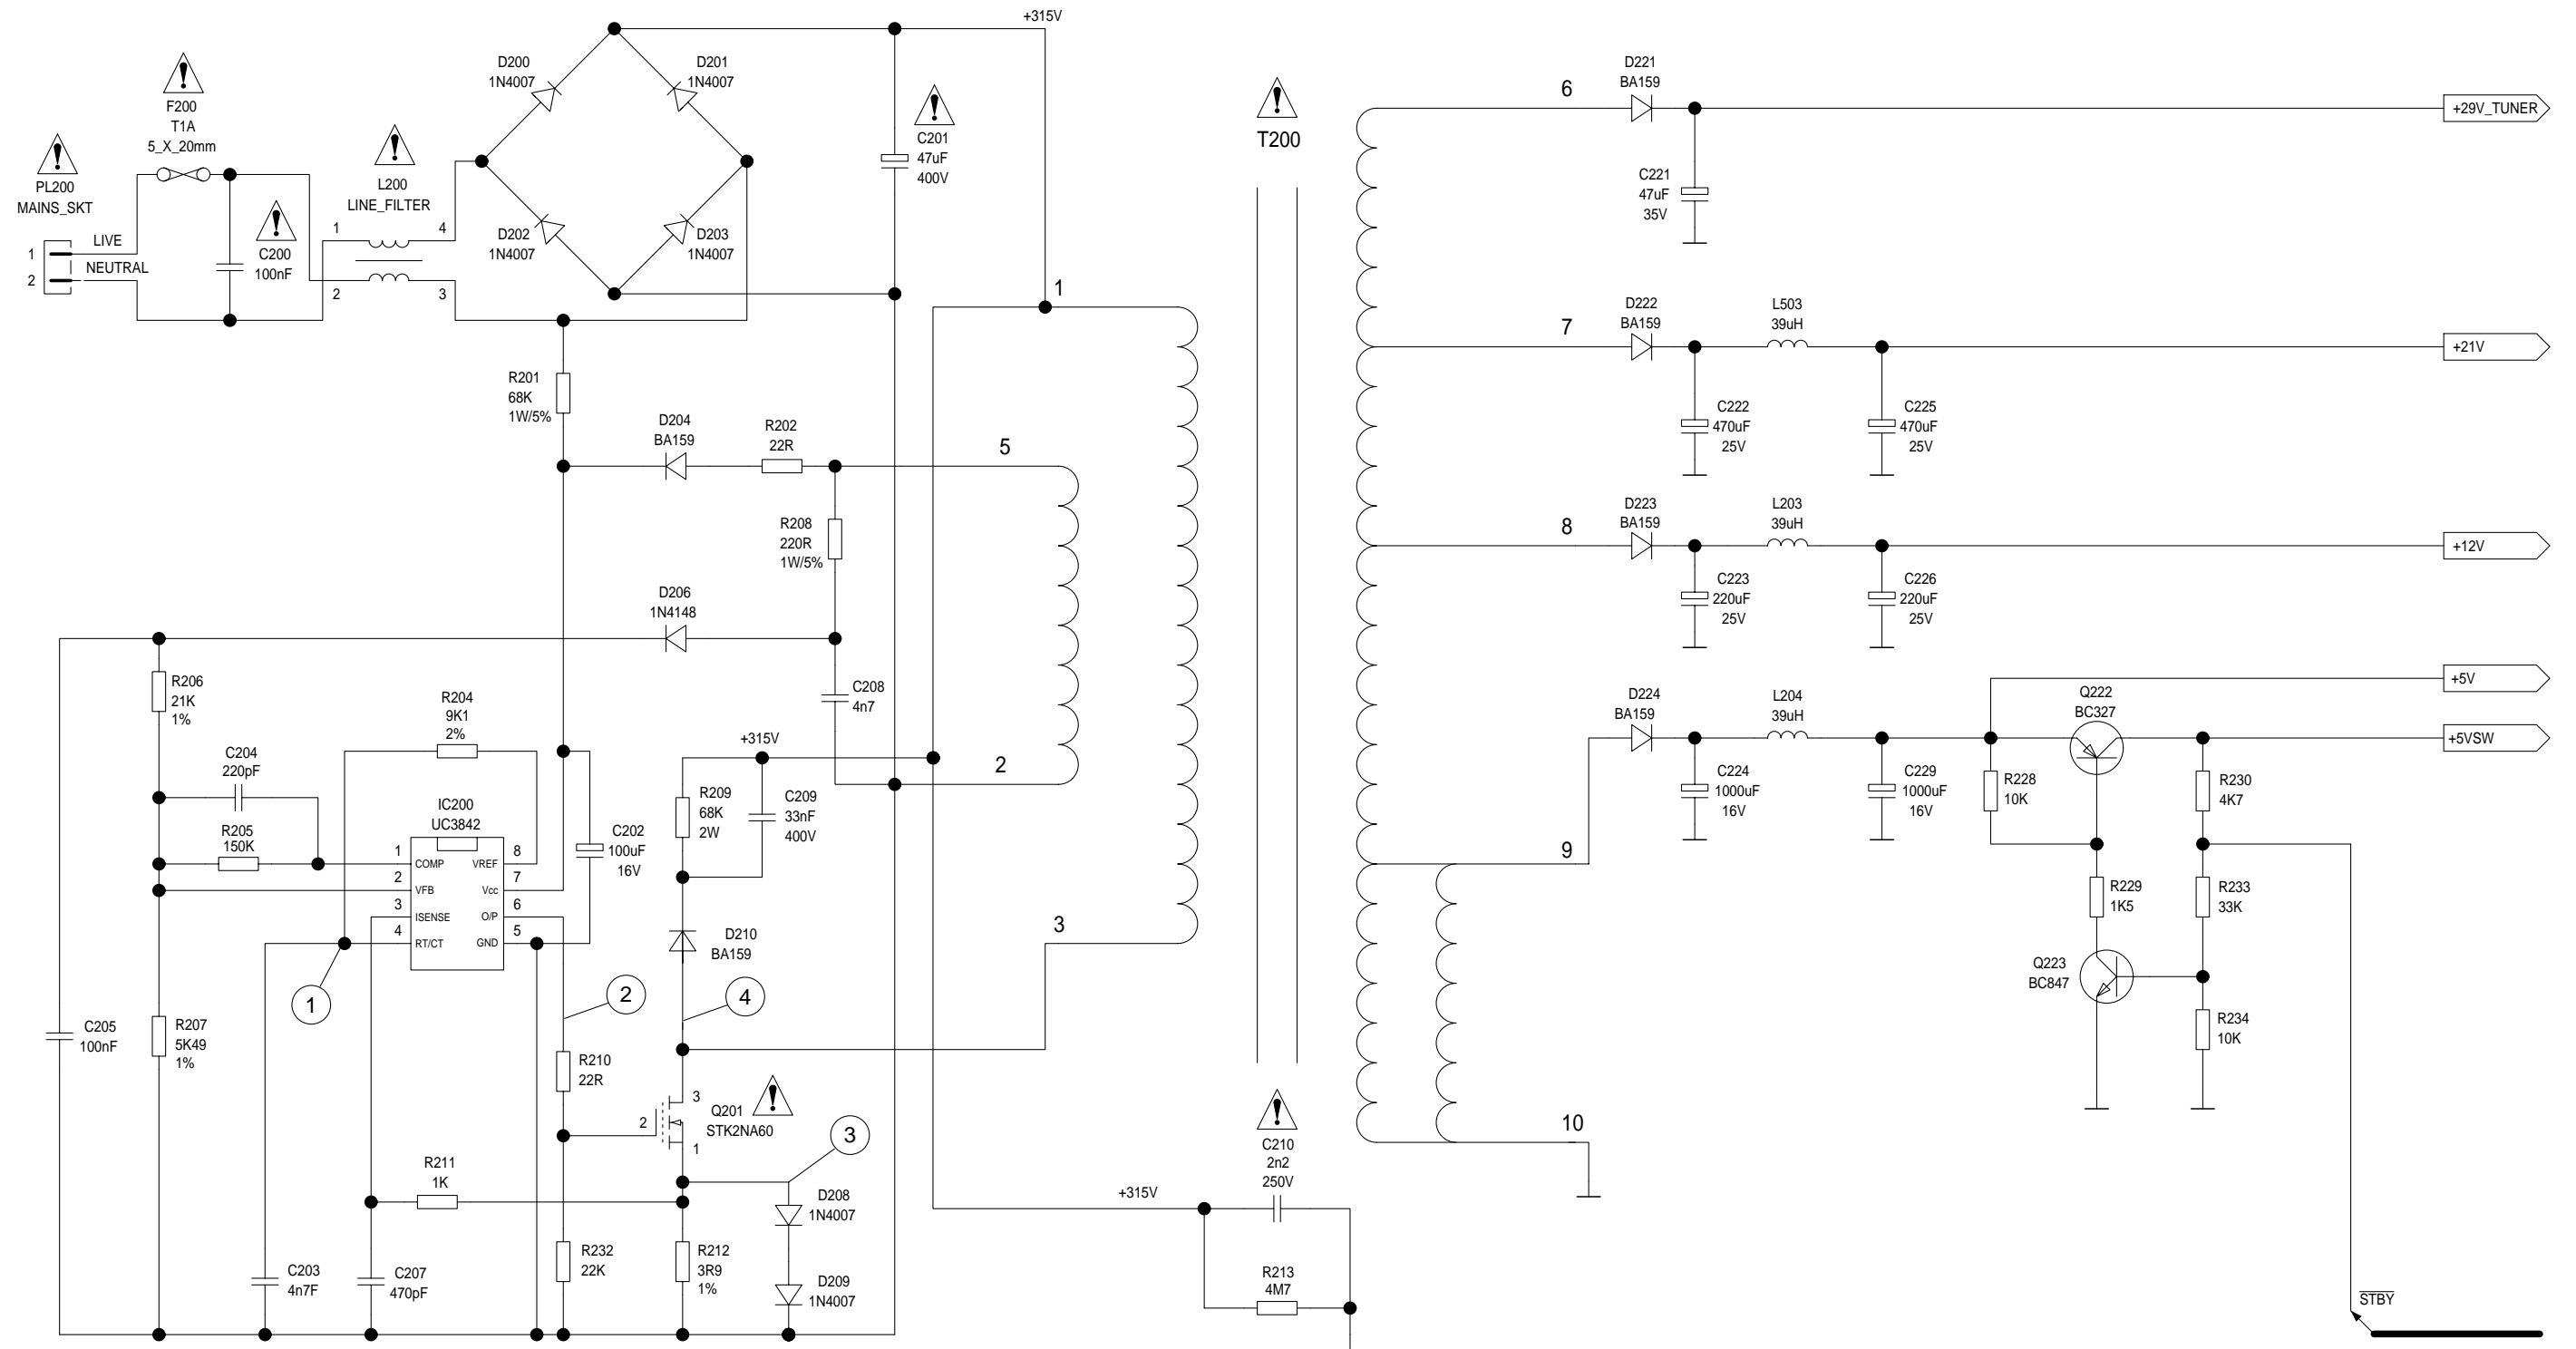 +315V
F200
T1A
5_X_20mm
PL200
MAINS_SKT
1
LIVE
2
NEUTRAL
C200
100nF
L200
LINE_FILTER
1
4
2
3
D200
1N4007
D201
1N4007
D202
1N4007
D203
1N4007
C201
47uF
400V
R201
68K
1W/5%
D204
BA159
R202
22R
R208
220R
1W/5%
D206
1N4148
C208
4n7
R206
21K
1%
C204
220pF
R205
150K
R204
9K1
2%
IC200
UC3842
1
COMP
2
VFB
3
ISENSE
4
RT/CT
VREF
8
Vcc
7
O/P
6
GND
5
C202
100uF
16V
+315V
R209
68K
2W
C209
33nF
400V
D210
BA159
1
2
4
3
R207
5K49
1%
C205
100nF
R210
22R
Q201
STK2NA60
3
2
1
R211
1K
D208
1N4007
D209
1N4007
C203
4n7F
C207
470pF
R232
22K
R212
3R9
1%
T200
1
5
2
3
6
7
8
9
10
+315V
C210
2n2
250V
R213
4M7
D221
BA159
C221
47uF
35V
+29V_TUNER
D222
BA159
L503
39uH
C222
470uF
25V
C225
470uF
25V
+21V
D223
BA159
L203
39uH
C223
220uF
25V
C226
220uF
25V
+12V
D224
BA159
L204
39uH
C224
1000uF
16V
C229
1000uF
16V
+5V
Q222
BC327
+5VSW
R228
10K
R230
4K7
R229
1K5
R233
33K
Q223
BC847
R234
10K
STBY